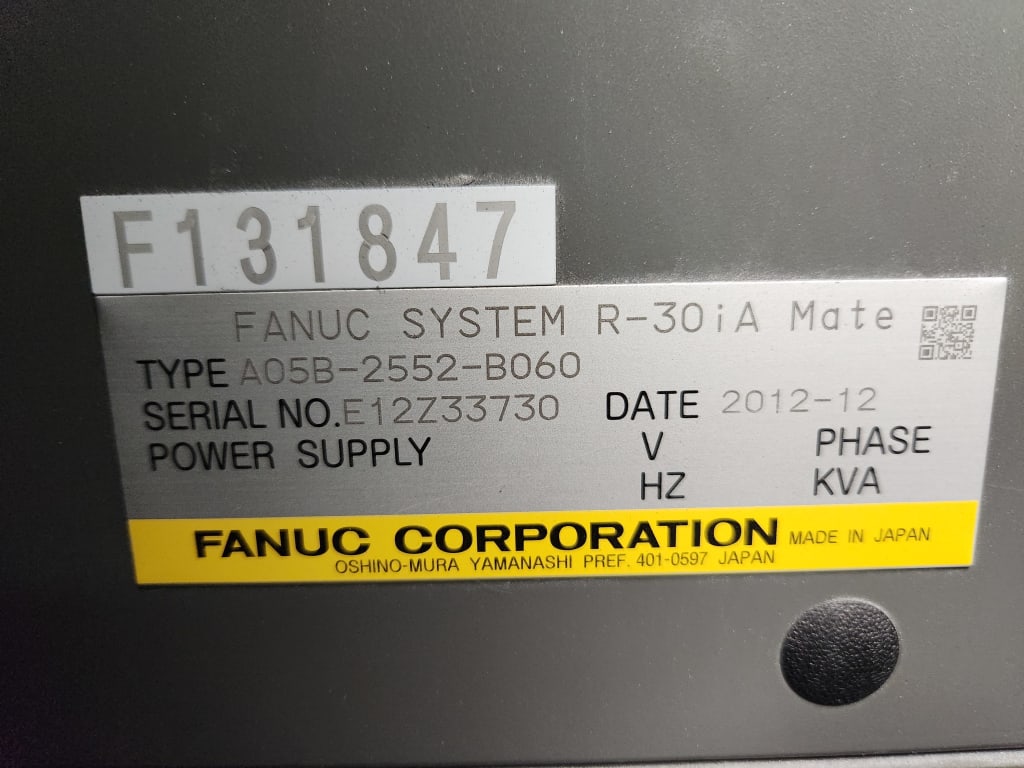 F131847
FANUC SYSTEM R-30iA Mate
TYPE A05B-2552-B060
SERIAL NO. E12Z33730 DATE 2012-12
POWER SUPPLY V PHASE
HZ KVA
FANUC CORPORATION MADE IN JAPAN
OSHINO-MURA YAMANASHI PREF. 401-0597 JAPAN